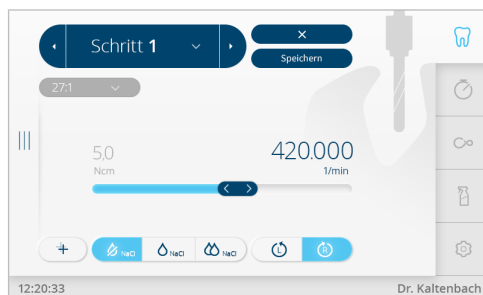 Schritt 1
×
Speichern
27:1
5,0
Ncm
420.000
1/min
NaCl
NaCl
NaCl
L
R
12:20:33
Dr. Kaltenbach